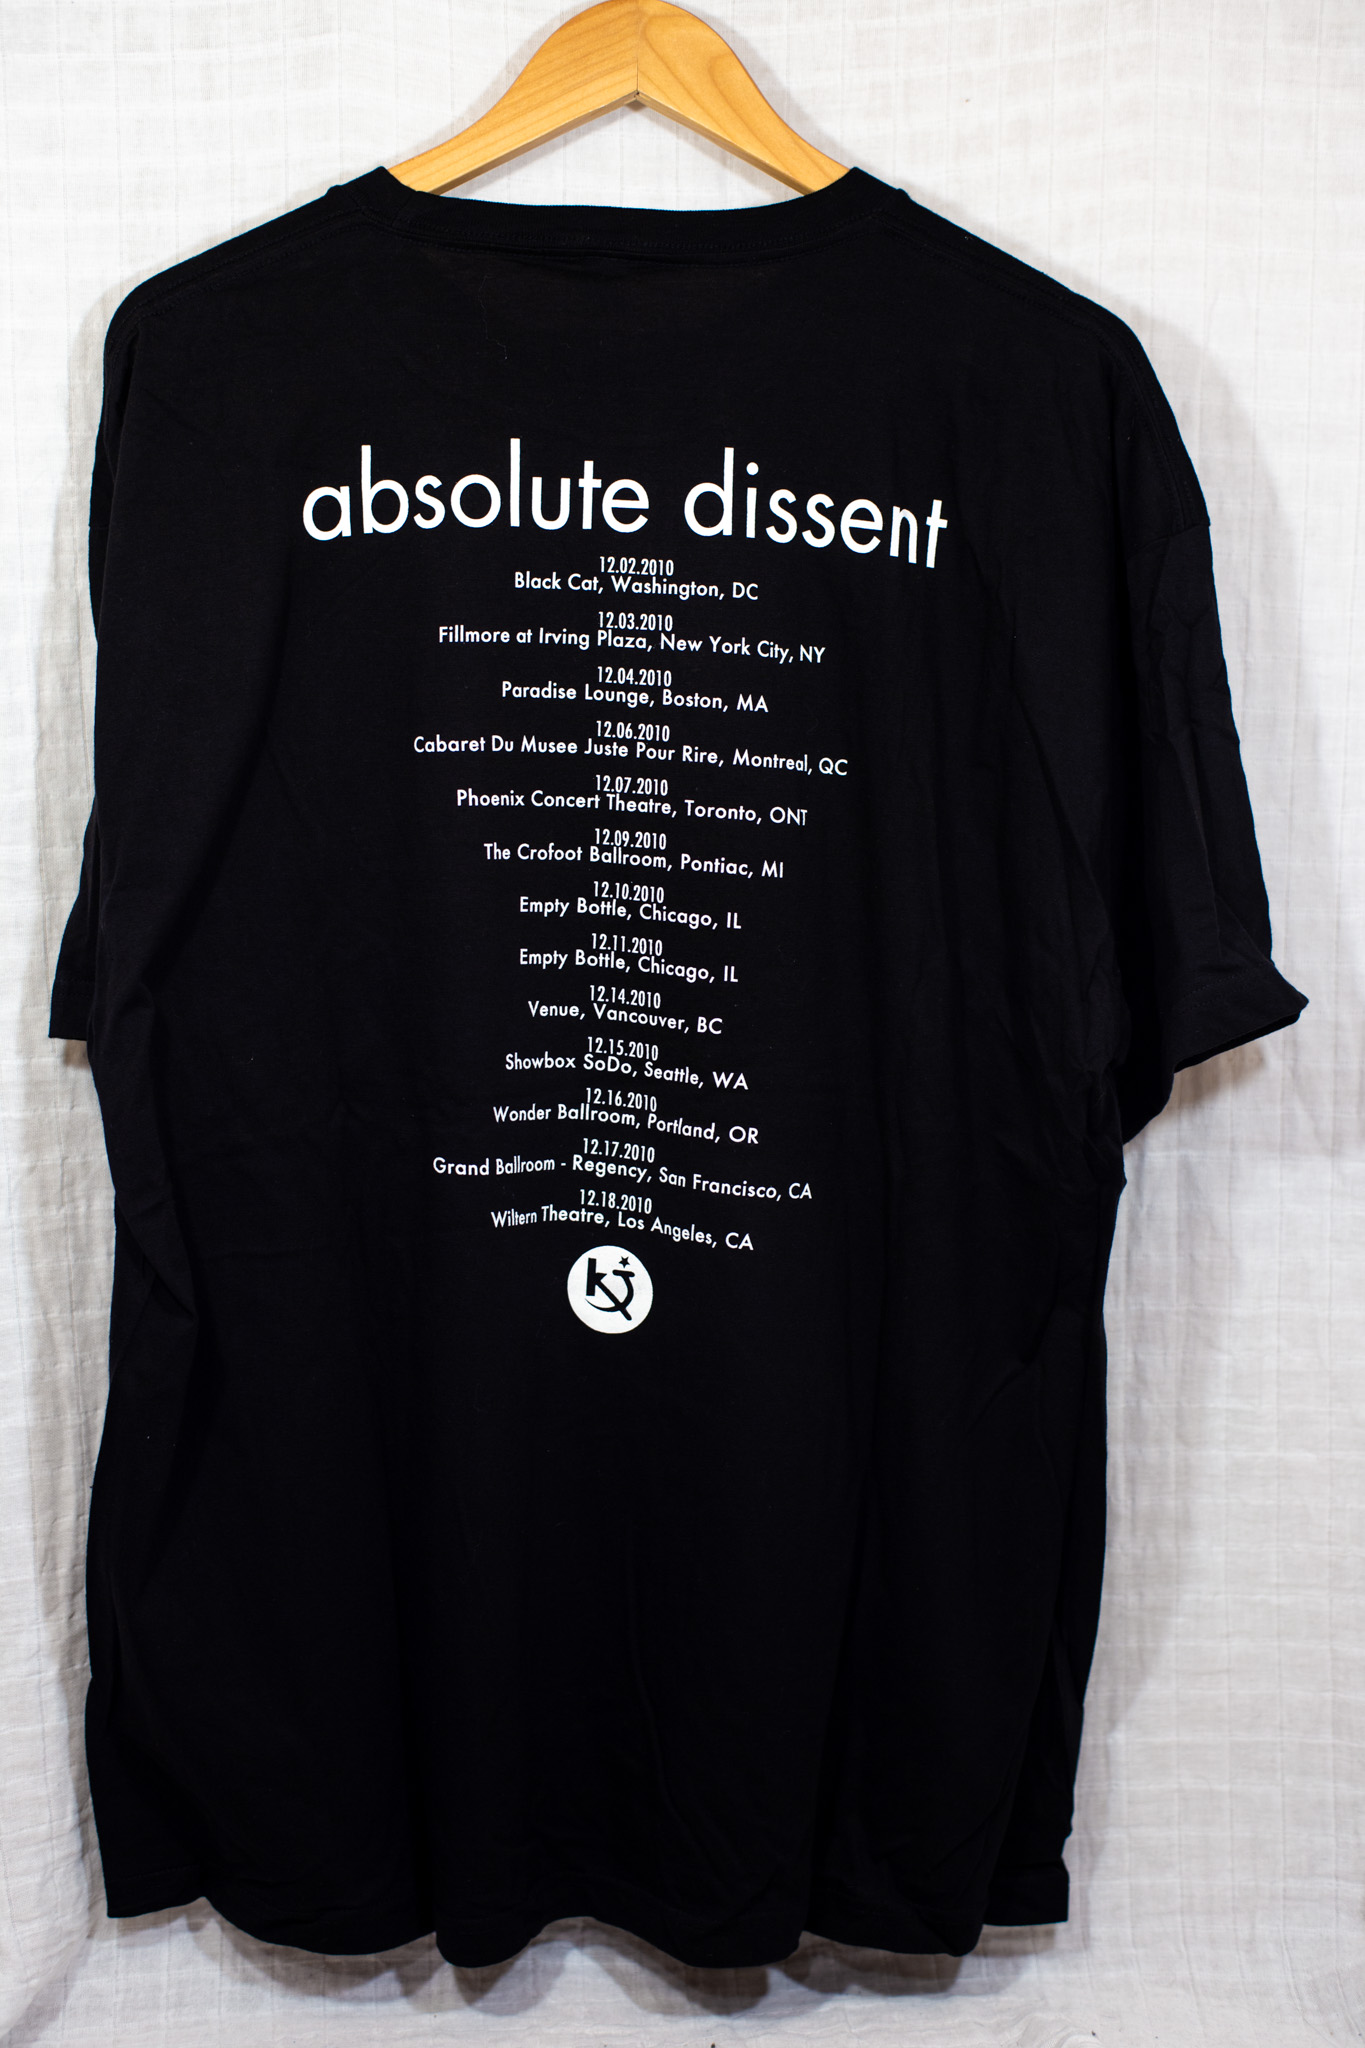 absolute dissent
12.02.2010
Black Cat, Washington, DC
12.03.2010
Fillmore at Irving Plaza, New York City, NY
12.04.2010
Paradise Lounge, Boston, MA
12.06.2010
Cabaret Du Musee Juste Pour Rire, Montreal, QC
12.07.2010
Phoenix Concert Theatre, Toronto, ONT
12.09.2010
The Crofoot Ballroom, Pontiac, MI
12.10.2010
Empty Bottle, Chicago, IL
12.11.2010
Empty Bottle, Chicago, IL
12.14.2010
Venue, Vancouver, BC
12.15.2010
Showbox SoDo, Seattle, WA
12.16.2010
Wonder Ballroom, Portland, OR
12.17.2010
Grand Ballroom - Regency, San Francisco, CA
12.18.2010
Wiltern Theatre, Los Angeles, CA
kj